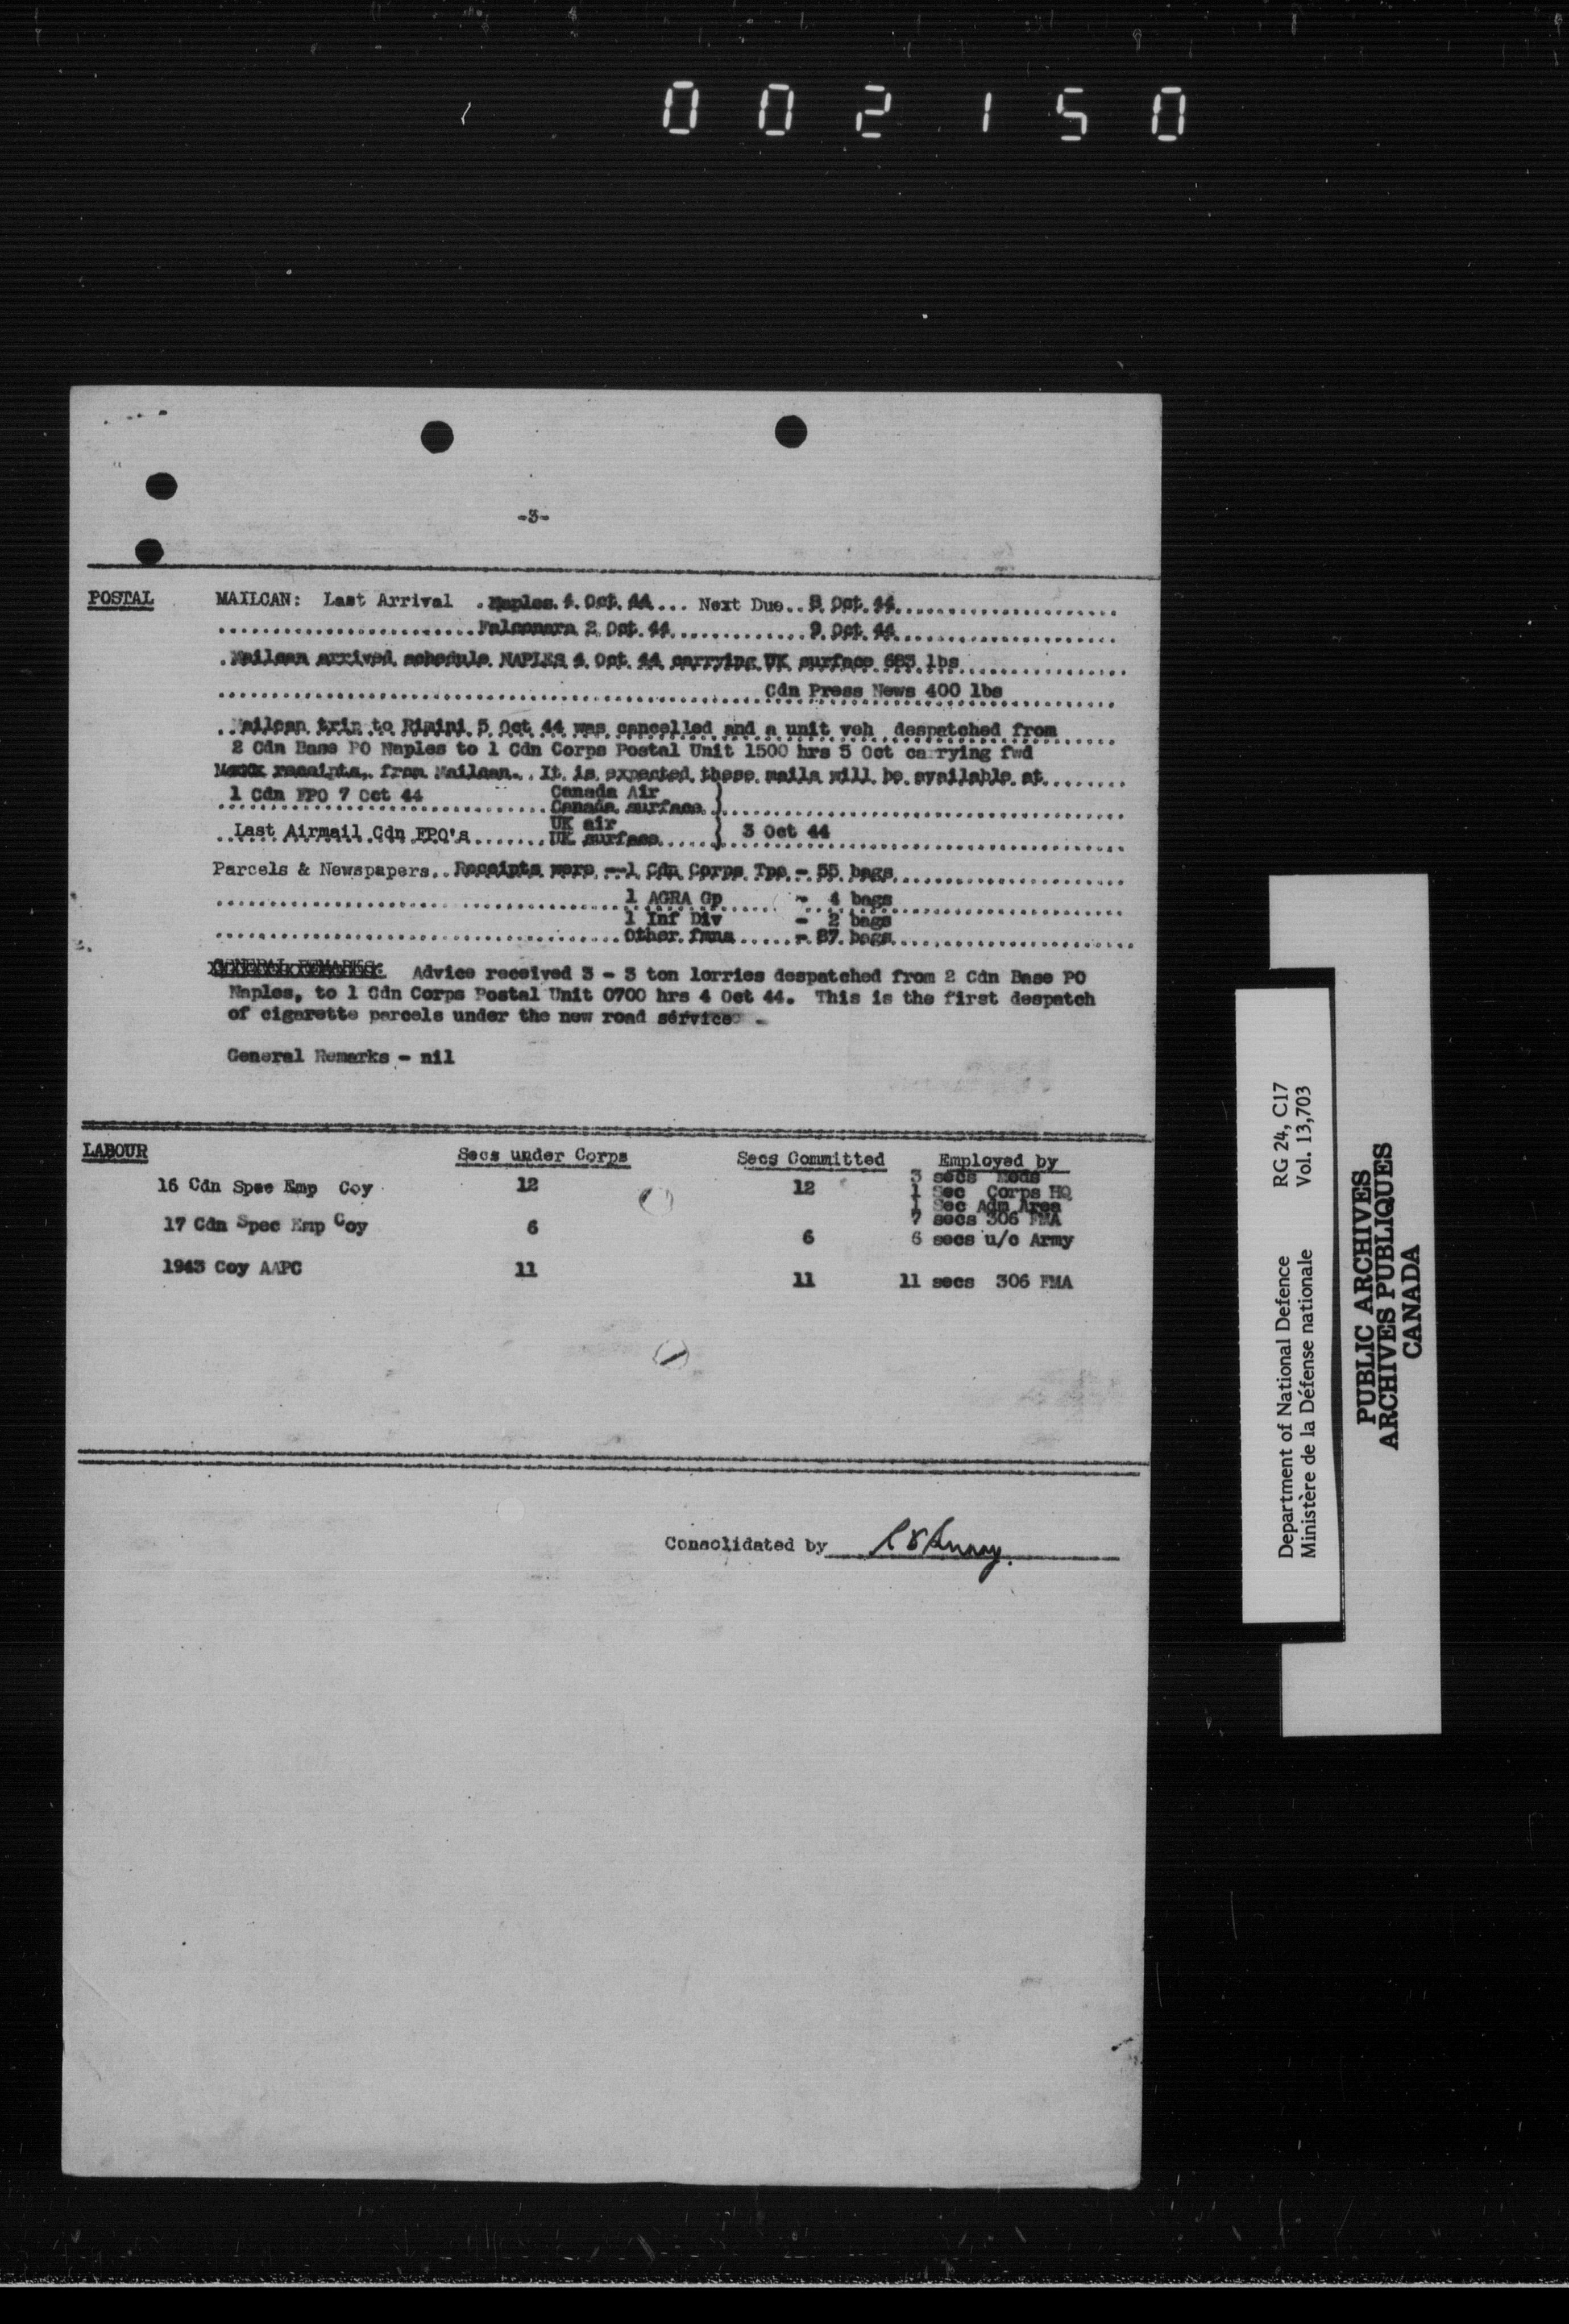 002150
-3-
POSTAL MAILCAN: Last Arrival .Naples.4.Oct.44... Next Due..8.Oct.44
Falconara 2 Oct 44 9 Oct 44
.Mailcan arrived schedule NAPLES 4 Oct 44 carrying UK surface 683 lbs
Cdn Press News 400 lbs
..Mailcan trip to Rimini 5 Oct 44 was cancelled and a unit veh despatched from
2 Cdn Base PO Naples to 1 Cdn Corps Postal Unit 1500 hrs 5 Oct carrying fwd
receipts from Mailcan. It is expected these mails will be available at
1 Cdn FPO 7 Oct 44 Canada Air }
Canada surface }
Last Airmail Cdn FPO's UK air } 3 Oct 44
UK surface }
Parcels & Newspapers.. Receipts were -- 1 Cdn Corps Tps - 55 bags
1 AGRA Gp - 4 bags
1 Inf Div - 2 bags
Other fmns - 87 bags
GENERAL REMARKS: Advice received 3 - 3 ton lorries despatched from 2 Cdn Base PO
Naples, to 1 Cdn Corps Postal Unit 0700 hrs 4 Oct 44. This is the first despatch
of cigarette parcels under the new road service.
General Remarks - nil
LABOUR Secs under Corps Secs Committed Employed by
3 secs Meds
16 Cdn Spec Emp Coy 12 12 1 Sec Corps HQ
1 Sec Adm Area
7 secs 306 FMA
17 Cdn Spec Emp Coy 6 6 6 secs u/c Army
1943 Coy AAPC 11 11 11 secs 306 FMA
Consolidated by
Department of National Defence RG 24, C17
Ministère de la Défense nationale Vol. 13,703
PUBLIC ARCHIVES
ARCHIVES PUBLIQUES
CANADA